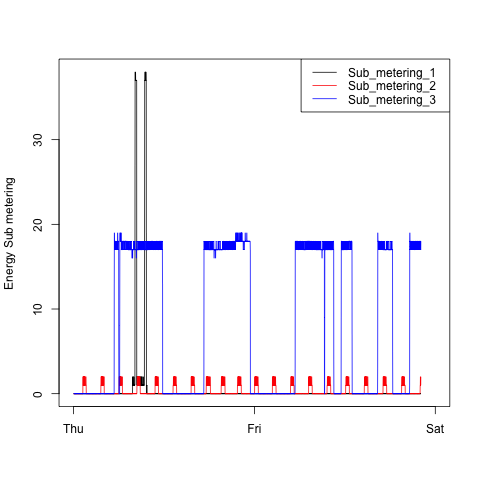 Sub_metering_1
Sub_metering_2
Sub_metering_3
Energy Sub metering
30
20
10
0
Thu
Fri
Sat